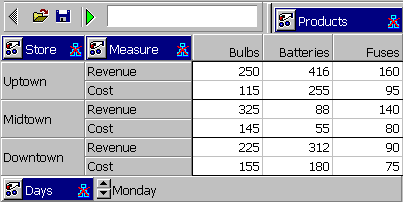 Products
Store Measure Bulbs Batteries Fuses
Uptown Revenue 250 416 160
Cost 115 255 95
Midtown Revenue 325 88 140
Cost 145 55 80
Downtown Revenue 225 312 90
Cost 155 180 75
Days Monday